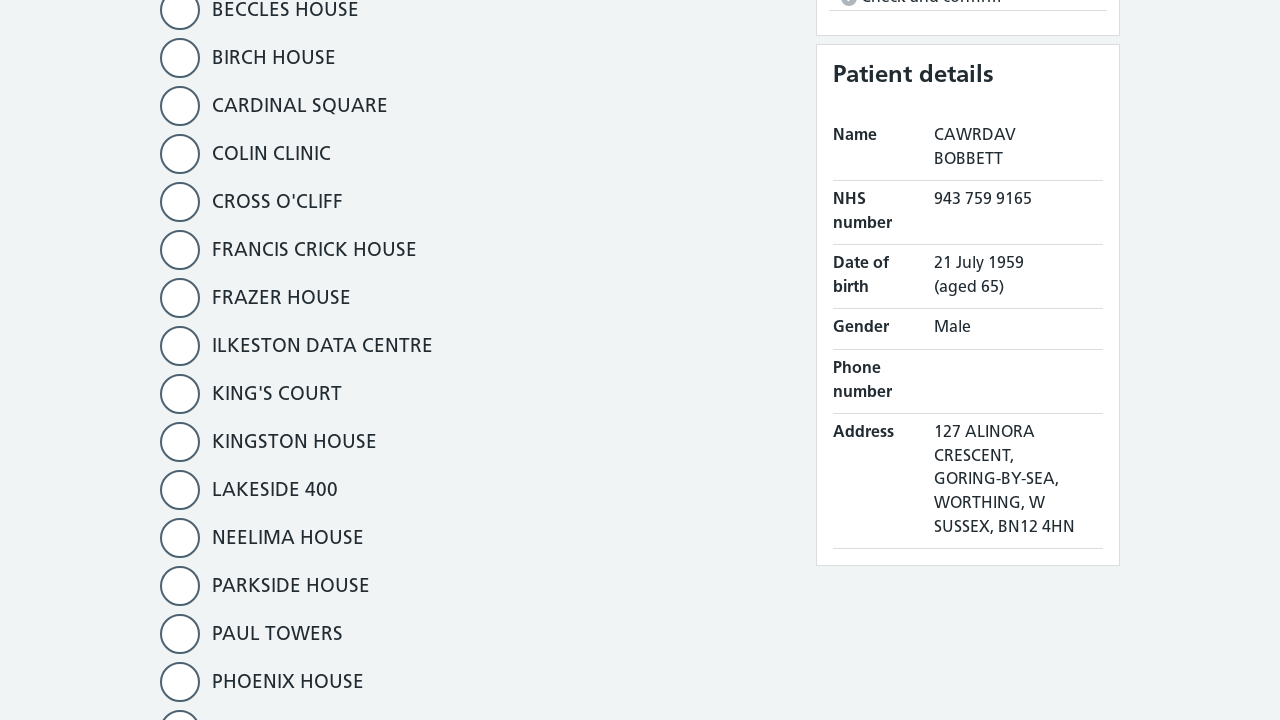 BECCLES HOUSE
BIRCH HOUSE
CARDINAL SQUARE
COLIN CLINIC
CROSS O'CLIFF
FRANCIS CRICK HOUSE
FRAZER HOUSE
ILKESTON DATA CENTRE
KING'S COURT
KINGSTON HOUSE
LAKESIDE 400
NEELIMA HOUSE
PARKSIDE HOUSE
PAUL TOWERS
PHOENIX HOUSE
Check and confirm
Patient details
Name CAWRDAV
BOBBETT
NHS 943 759 9165
number
Date of 21 July 1959
birth (aged 65)
Gender Male
Phone
number
Address 127 ALINORA
CRESCENT,
GORING-BY-SEA,
WORTHING, W
SUSSEX, BN12 4HN